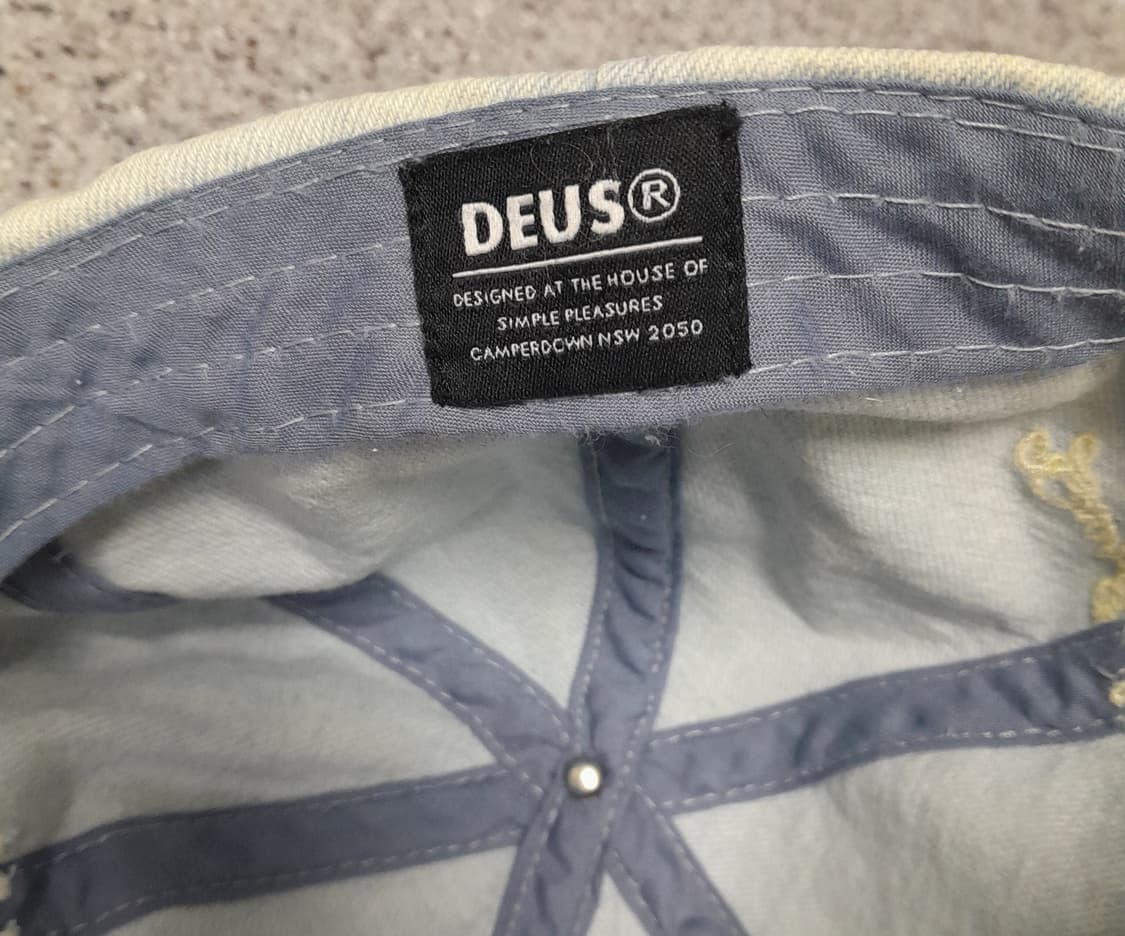 DEUS®
DESIGNED AT THE HOUSE OF
SIMPLE PLEASURES
CAMPERDOWN NSW 2050